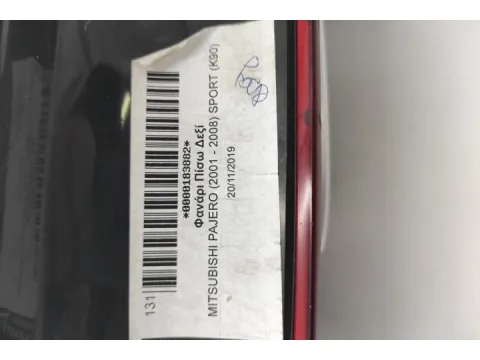 *0000183882*
Φανάρι Πίσω Δεξί
MITSUBISHI PAJERO (2001 - 2008) SPORT (K90)
20/11/2019
131